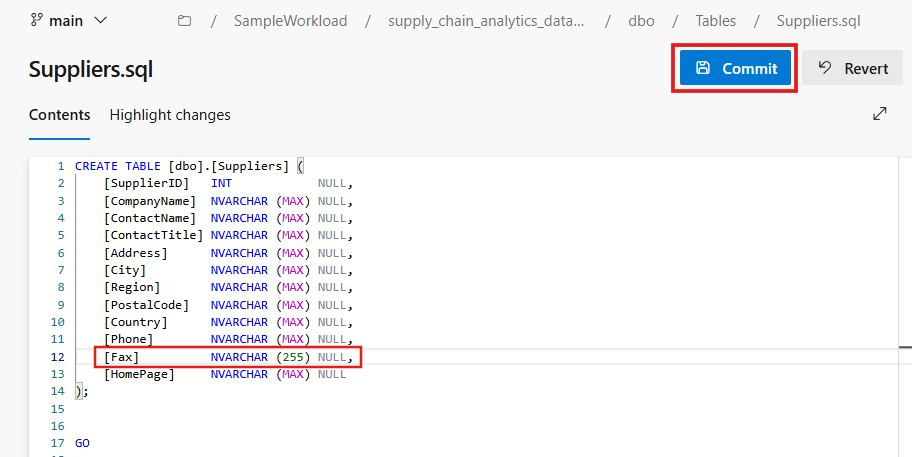 main / SampleWorkload / supply_chain_analytics_data... / dbo / Tables / Suppliers.sql
Suppliers.sql
Commit
Revert
Contents
Highlight changes
1 CREATE TABLE [dbo].[Suppliers] (
2 [SupplierID] INT NULL,
3 [CompanyName] NVARCHAR (MAX) NULL,
4 [ContactName] NVARCHAR (MAX) NULL,
5 [ContactTitle] NVARCHAR (MAX) NULL,
6 [Address] NVARCHAR (MAX) NULL,
7 [City] NVARCHAR (MAX) NULL,
8 [Region] NVARCHAR (MAX) NULL,
9 [PostalCode] NVARCHAR (MAX) NULL,
10 [Country] NVARCHAR (MAX) NULL,
11 [Phone] NVARCHAR (MAX) NULL,
12 [Fax] NVARCHAR (255) NULL,
13 [HomePage] NVARCHAR (MAX) NULL
14 );
15
16
17 GO